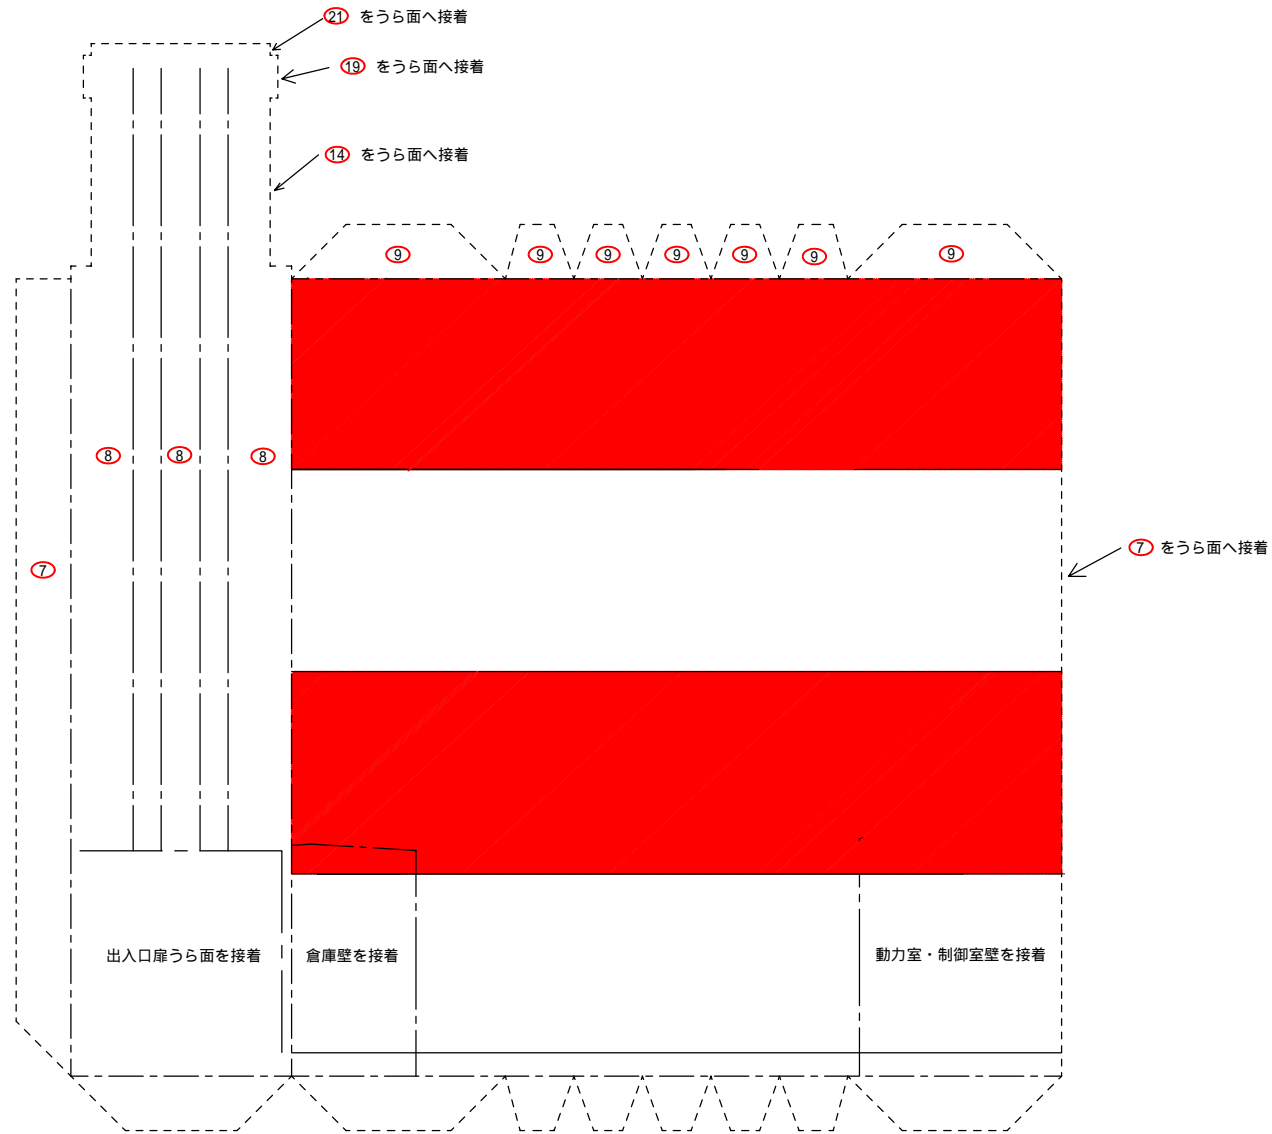 21 をうら面へ接着
19 をうら面へ接着
14 をうら面へ接着
9 9 9 9 9 9 9
8 8 8
7 をうら面へ接着
7
出入口扉うら面を接着 倉庫壁を接着 動力室・制御室壁を接着